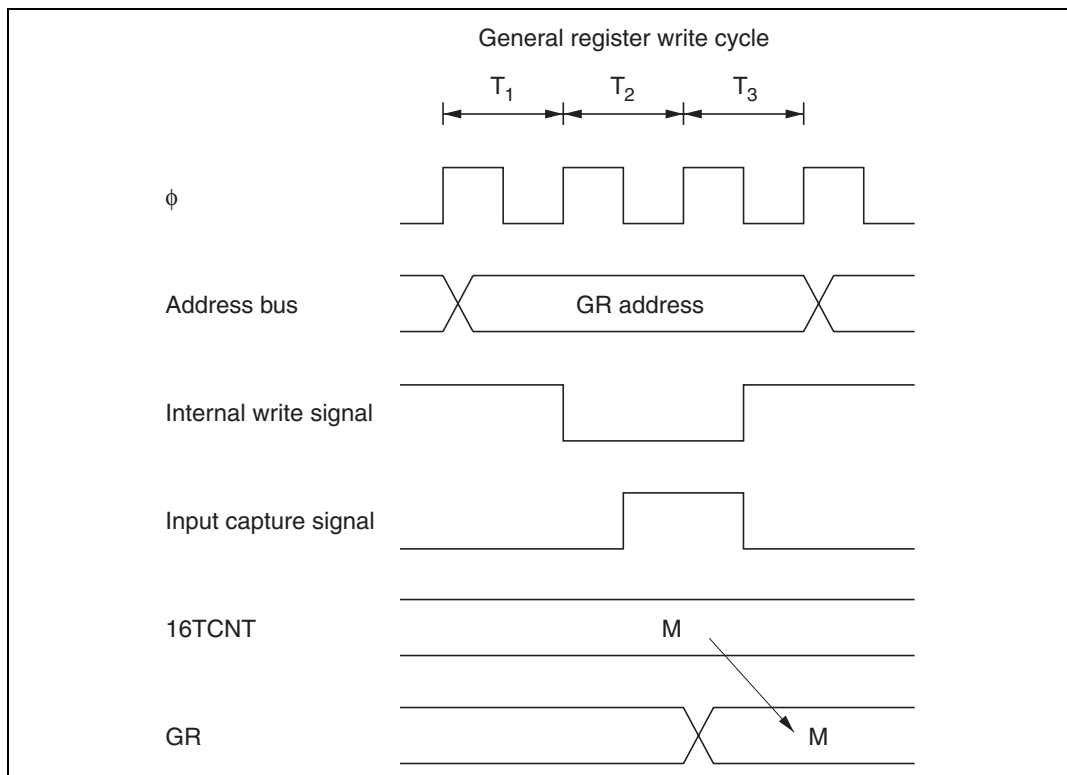 General register write cycle
T1 T2 T3
ϕ
Address bus
GR address
Internal write signal
Input capture signal
16TCNT
M
GR
M